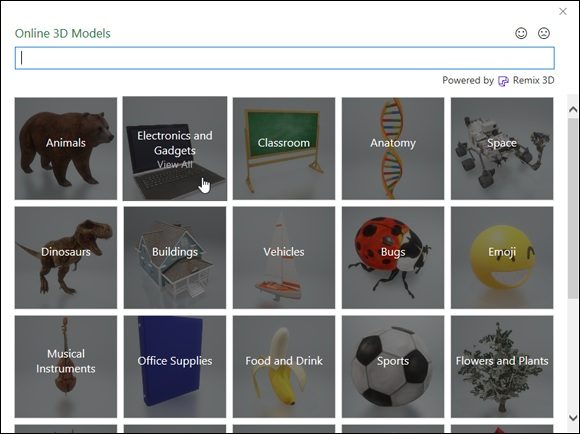 Online 3D Models
Powered by Remix 3D
Animals
Electronics and
Gadgets
View All
Classroom
Anatomy
Space
Dinosaurs
Buildings
Vehicles
Bugs
Emoji
Musical
Instruments
Office Supplies
Food and Drink
Sports
Flowers and Plants